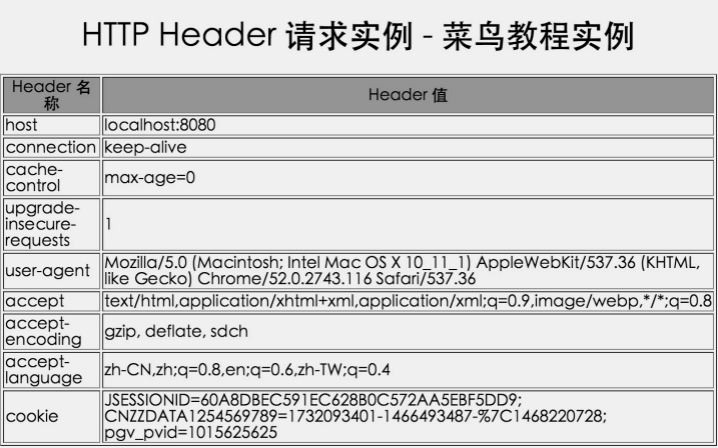 HTTP Header 请求实例 - 菜鸟教程实例
Header 名
称
Header 值
host
localhost:8080
connection
keep-alive
cache-
control
max-age=0
upgrade-
insecure-
requests
1
user-agent
Mozilla/5.0 (Macintosh; Intel Mac OS X 10_11_1) AppleWebKit/537.36 (KHTML,
like Gecko) Chrome/52.0.2743.116 Safari/537.36
accept
text/html,application/xhtml+xml,application/xml;q=0.9,image/webp,*/*;q=0.8
accept-
encoding
gzip, deflate, sdch
accept-
language
zh-CN,zh;q=0.8,en;q=0.6,zh-TW;q=0.4
cookie
JSESSIONID=60A8DBEC591EC628B0C572AA5EBF5DD9;
CNZZDATA1254569789=1732093401-1466493487-%7C1468220728;
pgv_pvid=1015625625